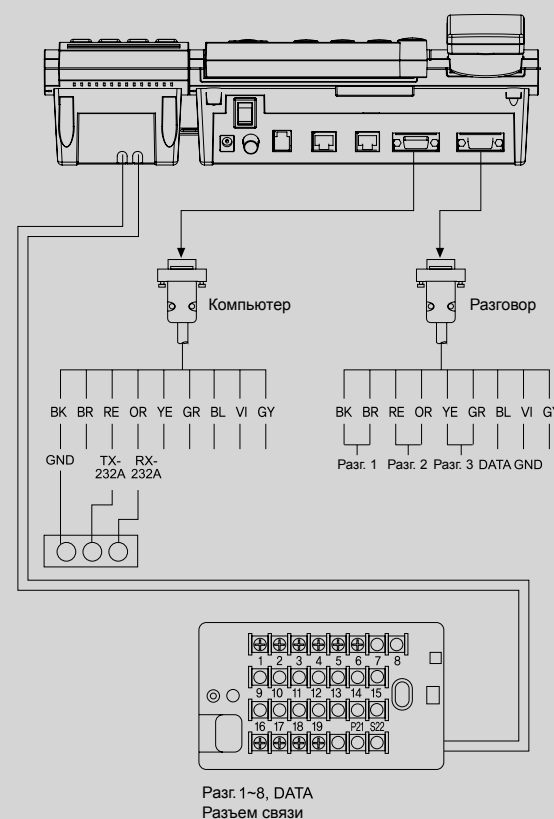 Компьютер
Разговор
BK BR RE OR YE GR BL VI GY
BK BR RE OR YE GR BL VI GY
GND TX-232A RX-232A
Разг. 1 Разг. 2 Разг. 3 DATA GND
1 2 3 4 5 6 7 8
9 10 11 12 13 14 15
16 17 18 19 P21 S22
Разг. 1~8, DATA
Разъем связи